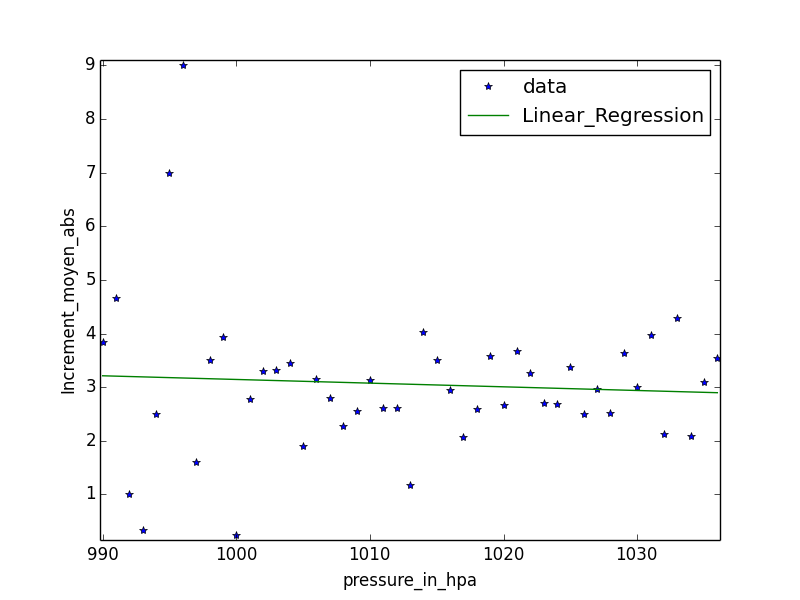 9
8
7
6
5
4
3
2
1
Increment_moyen_abs
data
Linear_Regression
990 1000 1010 1020 1030
pressure_in_hpa